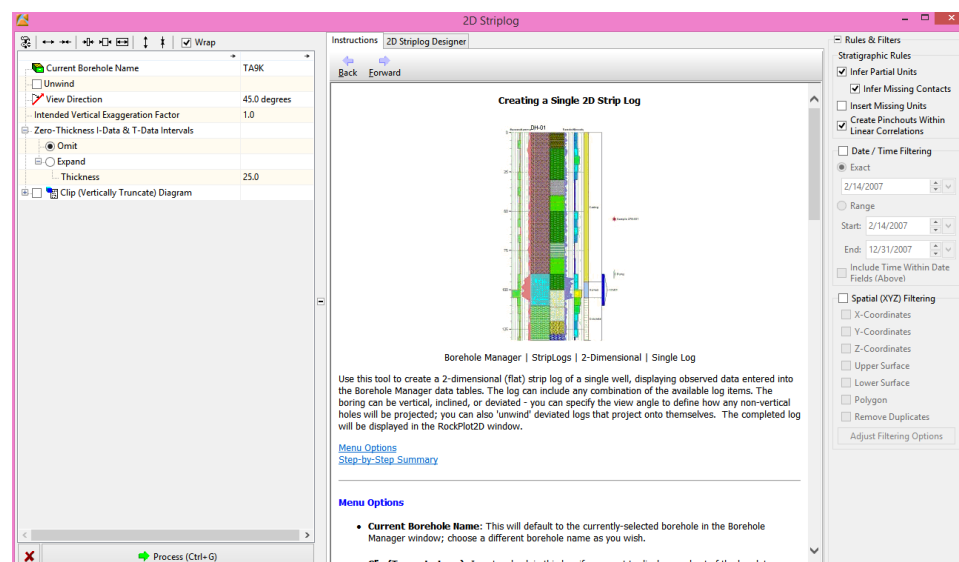 2D Striplog
Wrap
Current Borehole Name TA9K
Unwind
View Direction 45.0 degrees
Intended Vertical Exaggeration Factor 1.0
Zero-Thickness I-Data & T-Data Intervals
Omit
Expand
Thickness 25.0
Clip (Vertically Truncate) Diagram
Process (Ctrl+G)
Instructions 2D Striplog Designer
Back Forward
Creating a Single 2D Strip Log
DH-01
Borehole Manager | StripLogs | 2-Dimensional | Single Log
Use this tool to create a 2-dimensional (flat) strip log of a single well, displaying observed data entered into
the Borehole Manager data tables. The log can include any combination of the available log items. The
boring can be vertical, inclined, or deviated - you can specify the view angle to define how any non-vertical
holes will be projected; you can also 'unwind' deviated logs that project onto themselves. The completed log
will be displayed in the RockPlot2D window.
Menu Options
Step-by-Step Summary
Menu Options
• Current Borehole Name: This will default to the currently-selected borehole in the Borehole
Manager window; choose a different borehole name as you wish.
Rules & Filters
Stratigraphic Rules
Infer Partial Units
Infer Missing Contacts
Insert Missing Units
Create Pinchouts Within
Linear Correlations
Date / Time Filtering
Exact
2/14/2007
Range
Start: 2/14/2007
End: 12/31/2007
Include Time Within Date
Fields (Above)
Spatial (XYZ) Filtering
X-Coordinates
Y-Coordinates
Z-Coordinates
Upper Surface
Lower Surface
Polygon
Remove Duplicates
Adjust Filtering Options